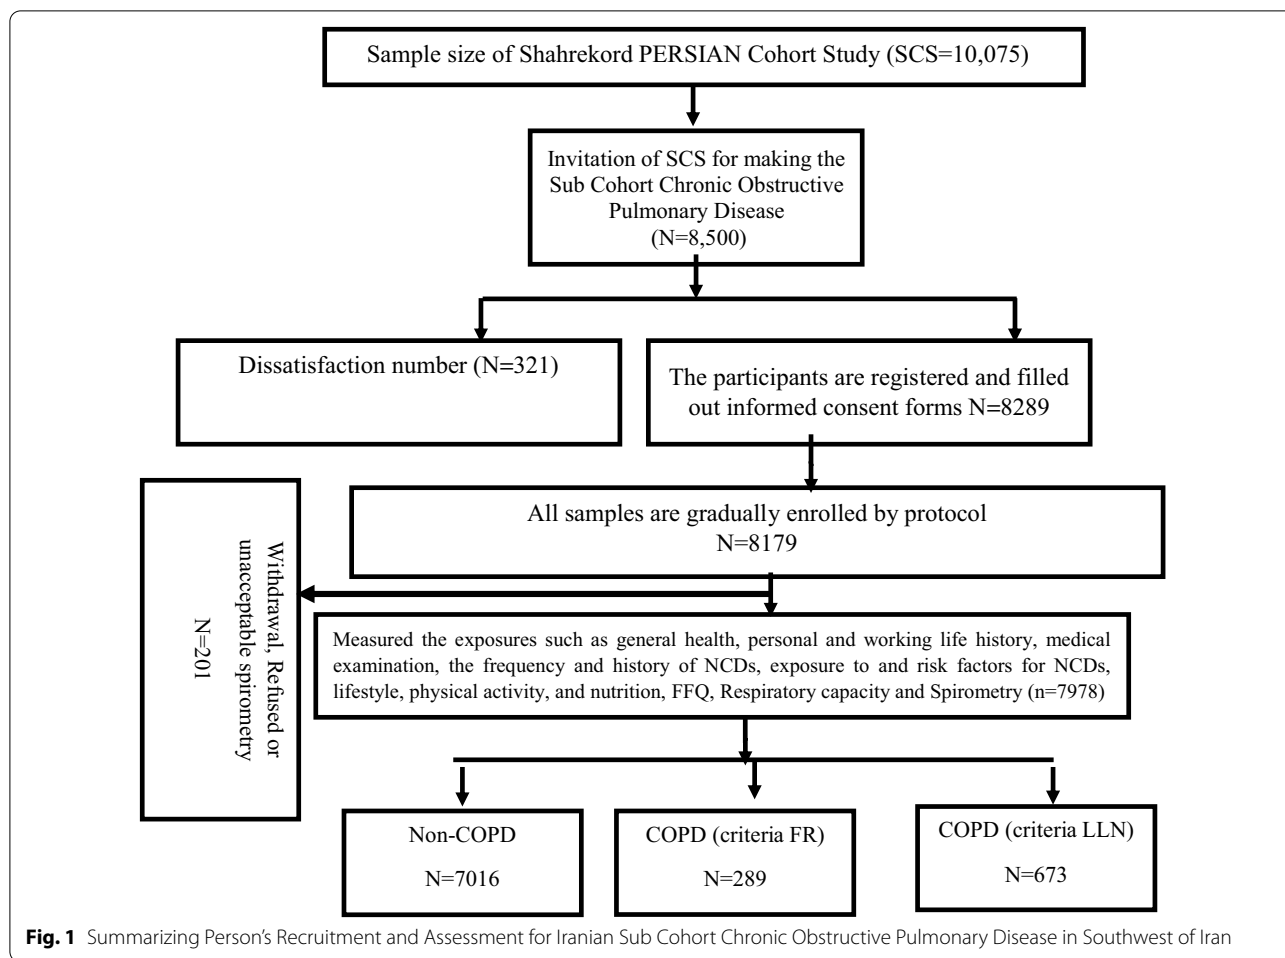 Sample size of Shahrekord PERSIAN Cohort Study (SCS=10,075)
Invitation of SCS for making the
Sub Cohort Chronic Obstructive
Pulmonary Disease
(N=8,500)
Dissatisfaction number (N=321)
The participants are registered and filled
out informed consent forms N=8289
All samples are gradually enrolled by protocol
N=8179
Withdrawal, Refused or
unacceptable spirometry
N=201
Measured the exposures such as general health, personal and working life history, medical
examination, the frequency and history of NCDs, exposure to and risk factors for NCDs,
lifestyle, physical activity, and nutrition, FFQ, Respiratory capacity and Spirometry (n=7978)
Non-COPD
N=7016
COPD (criteria FR)
N=289
COPD (criteria LLN)
N=673
Fig. 1 Summarizing Person's Recruitment and Assessment for Iranian Sub Cohort Chronic Obstructive Pulmonary Disease in Southwest of Iran